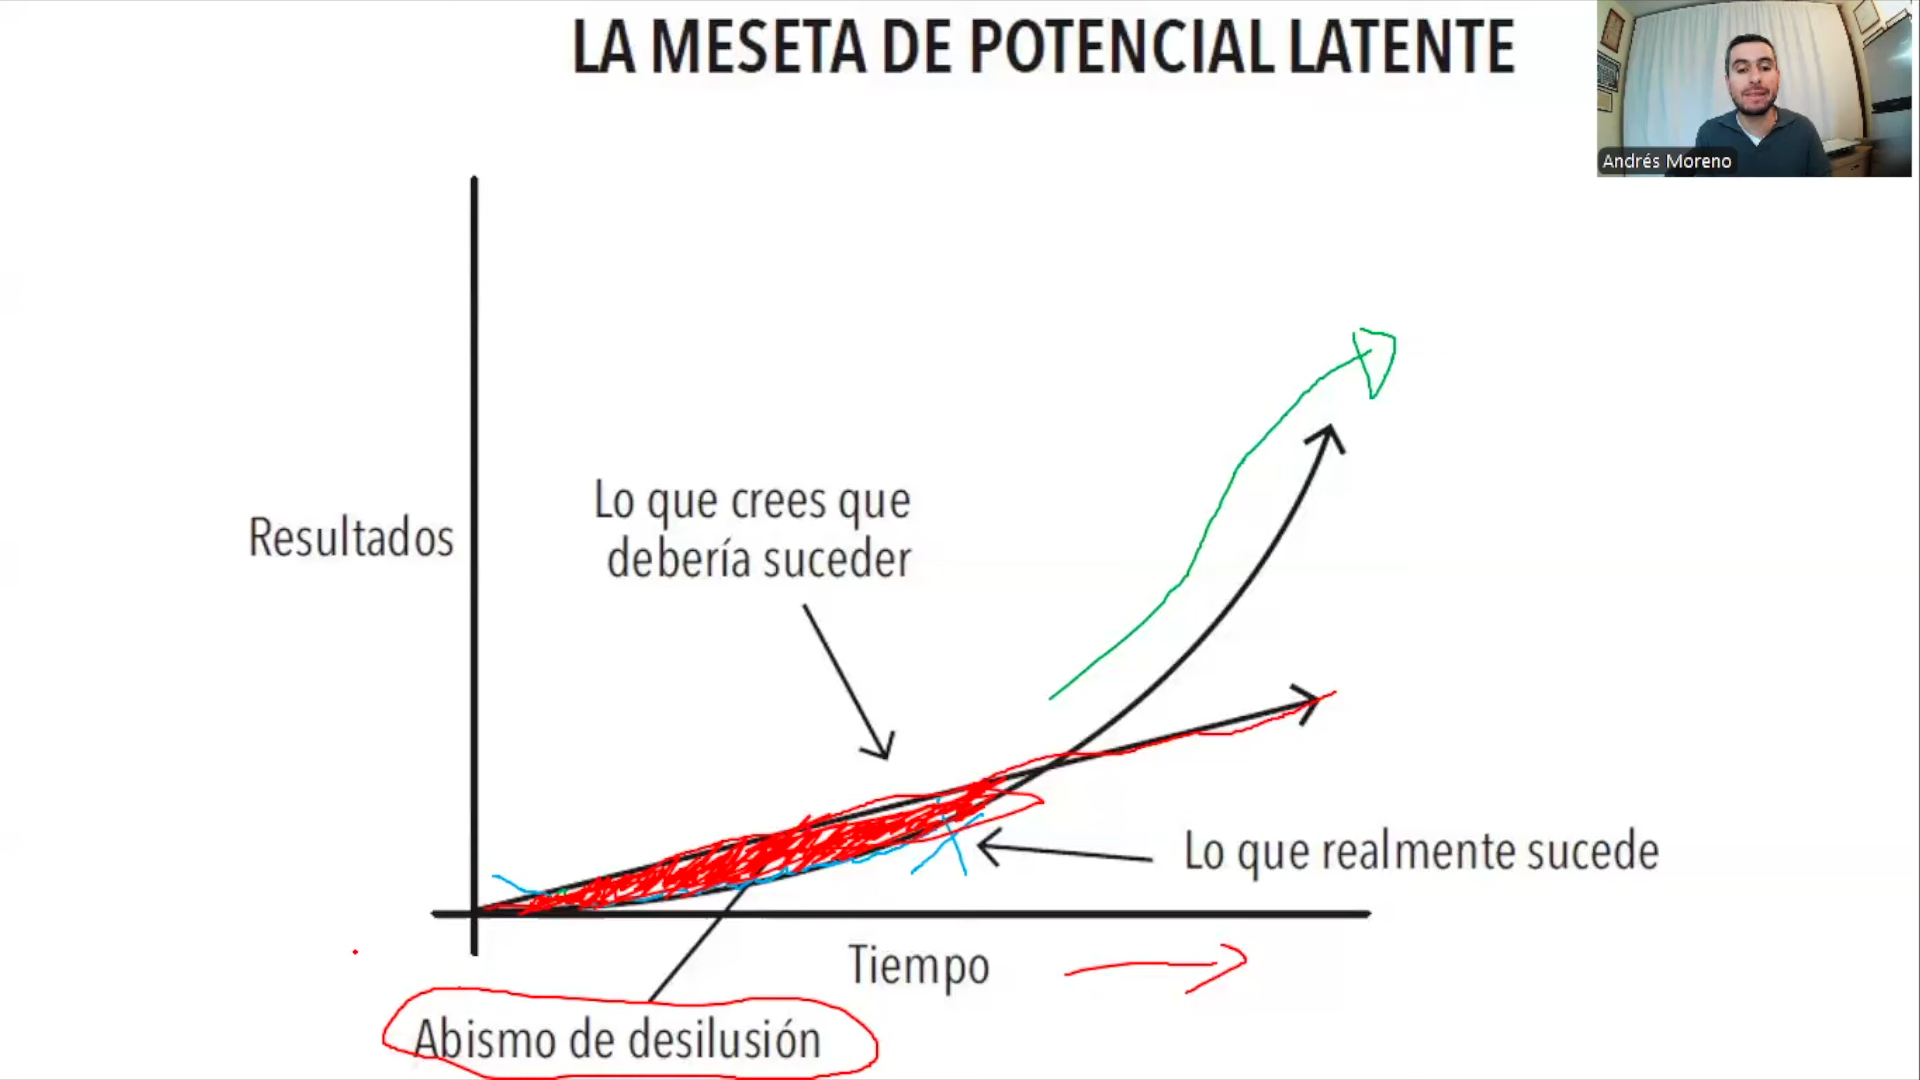 LA MESETA DE POTENCIAL LATENTE
Andrés Moreno
Lo que crees que
debería suceder
Resultados
Lo que realmente sucede
Tiempo
Abismo de desilusión